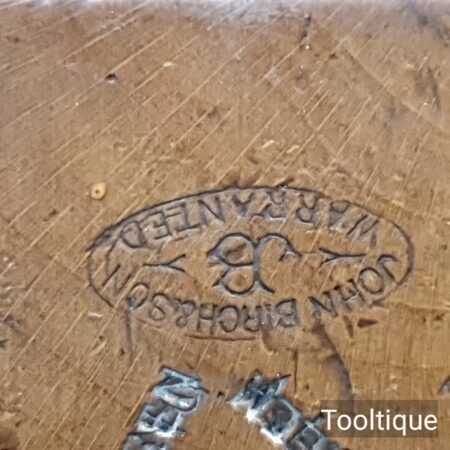 WARRANTED
JB
JOHN BIRCH & SON
Tooltique